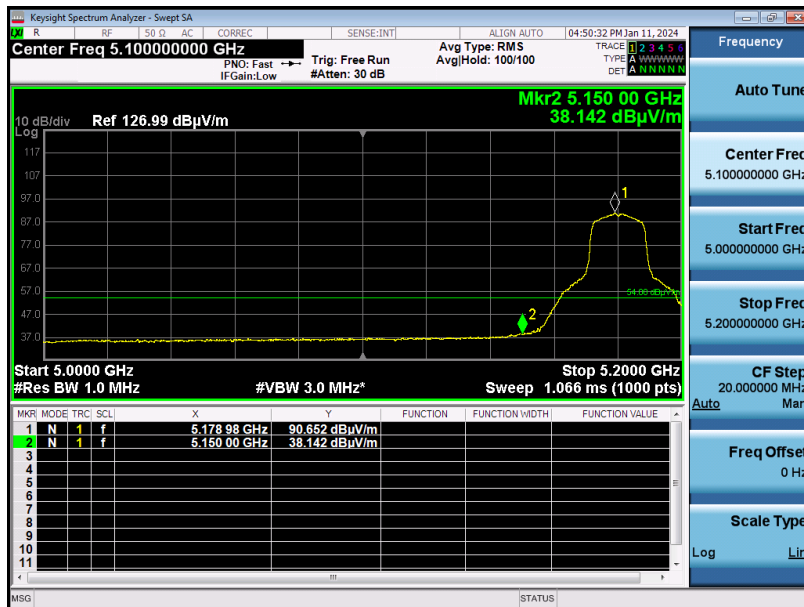 Keysight Spectrum Analyzer - Swept SA
LXI R RF 50 Ω AC CORREC SENSE:INT ALIGN AUTO 04:50:32 PM Jan 11, 2024
Center Freq 5.100000000 GHz
PNO: Fast
IFGain:Low
Trig: Free Run
#Atten: 30 dB
Avg Type: RMS
Avg|Hold: 100/100
TRACE 1 2 3 4 5 6
TYPE A WWWWW
DET A N N N N N
Mkr2 5.150 00 GHz
38.142 dBµV/m
10 dB/div Ref 126.99 dBµV/m
Log
117
107
97.0
87.0
77.0
67.0
57.0
47.0
37.0
1
54.00 dBµV/m
2
Start 5.0000 GHz Stop 5.2000 GHz
#Res BW 1.0 MHz #VBW 3.0 MHz* Sweep 1.066 ms (1000 pts)
MKR MODE TRC SCL X Y FUNCTION FUNCTION WIDTH FUNCTION VALUE
1 N 1 f 5.178 98 GHz 90.652 dBµV/m
2 N 1 f 5.150 00 GHz 38.142 dBµV/m
3
4
5
6
7
8
9
10
11
MSG STATUS
Frequency
Auto Tune
Center Freq
5.100000000 GHz
Start Freq
5.000000000 GHz
Stop Freq
5.200000000 GHz
CF Step
20.000000 MHz
Auto Man
Freq Offset
0 Hz
Scale Type
Log Lin